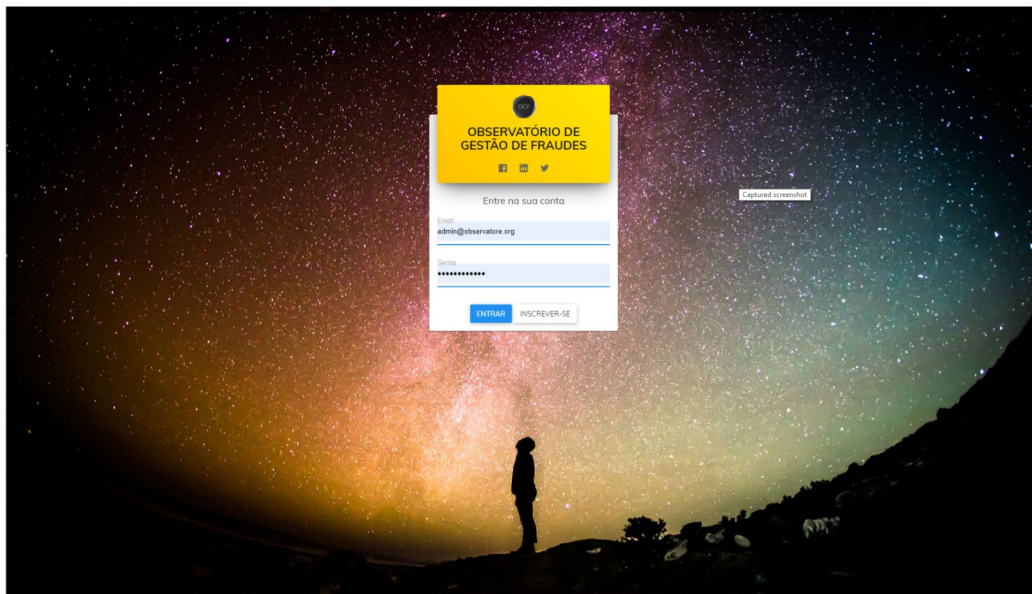 OGF
OBSERVATÓRIO DE
GESTÃO DE FRAUDES
Entre na sua conta
Captured screenshot
Email
admin@observatore.org
Senha
••••••••••••
ENTRAR INSCREVER-SE